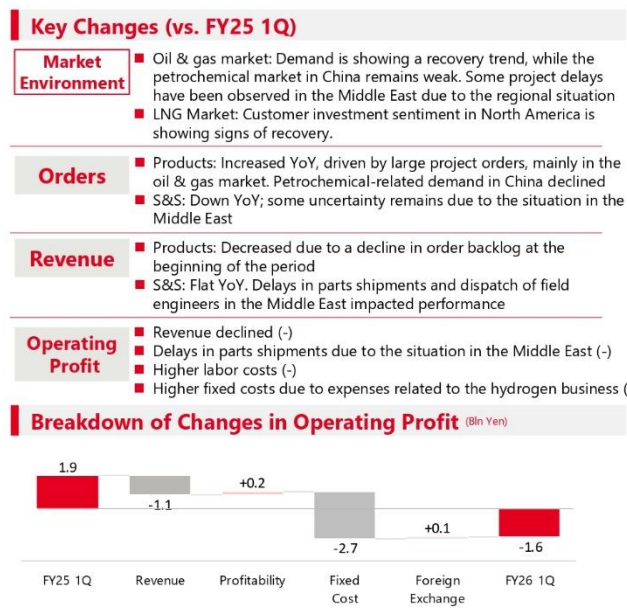 Key Changes (vs. FY25 1Q)
Market
Environment
■ Oil & gas market: Demand is showing a recovery trend, while the
petrochemical market in China remains weak. Some project delays
have been observed in the Middle East due to the regional situation
■ LNG Market: Customer investment sentiment in North America is
showing signs of recovery.
Orders
■ Products: Increased YoY, driven by large project orders, mainly in the
oil & gas market. Petrochemical-related demand in China declined
■ S&S: Down YoY; some uncertainty remains due to the situation in the
Middle East
Revenue
■ Products: Decreased due to a decline in order backlog at the
beginning of the period
■ S&S: Flat YoY. Delays in parts shipments and dispatch of field
engineers in the Middle East impacted performance
Operating
Profit
■ Revenue declined (-)
■ Delays in parts shipments due to the situation in the Middle East (-)
■ Higher labor costs (-)
■ Higher fixed costs due to expenses related to the hydrogen business (
Breakdown of Changes in Operating Profit (Bln Yen)
1.9
-1.1
+0.2
-2.7
+0.1
-1.6
FY25 1Q
Revenue
Profitability
Fixed
Cost
Foreign
Exchange
FY26 1Q